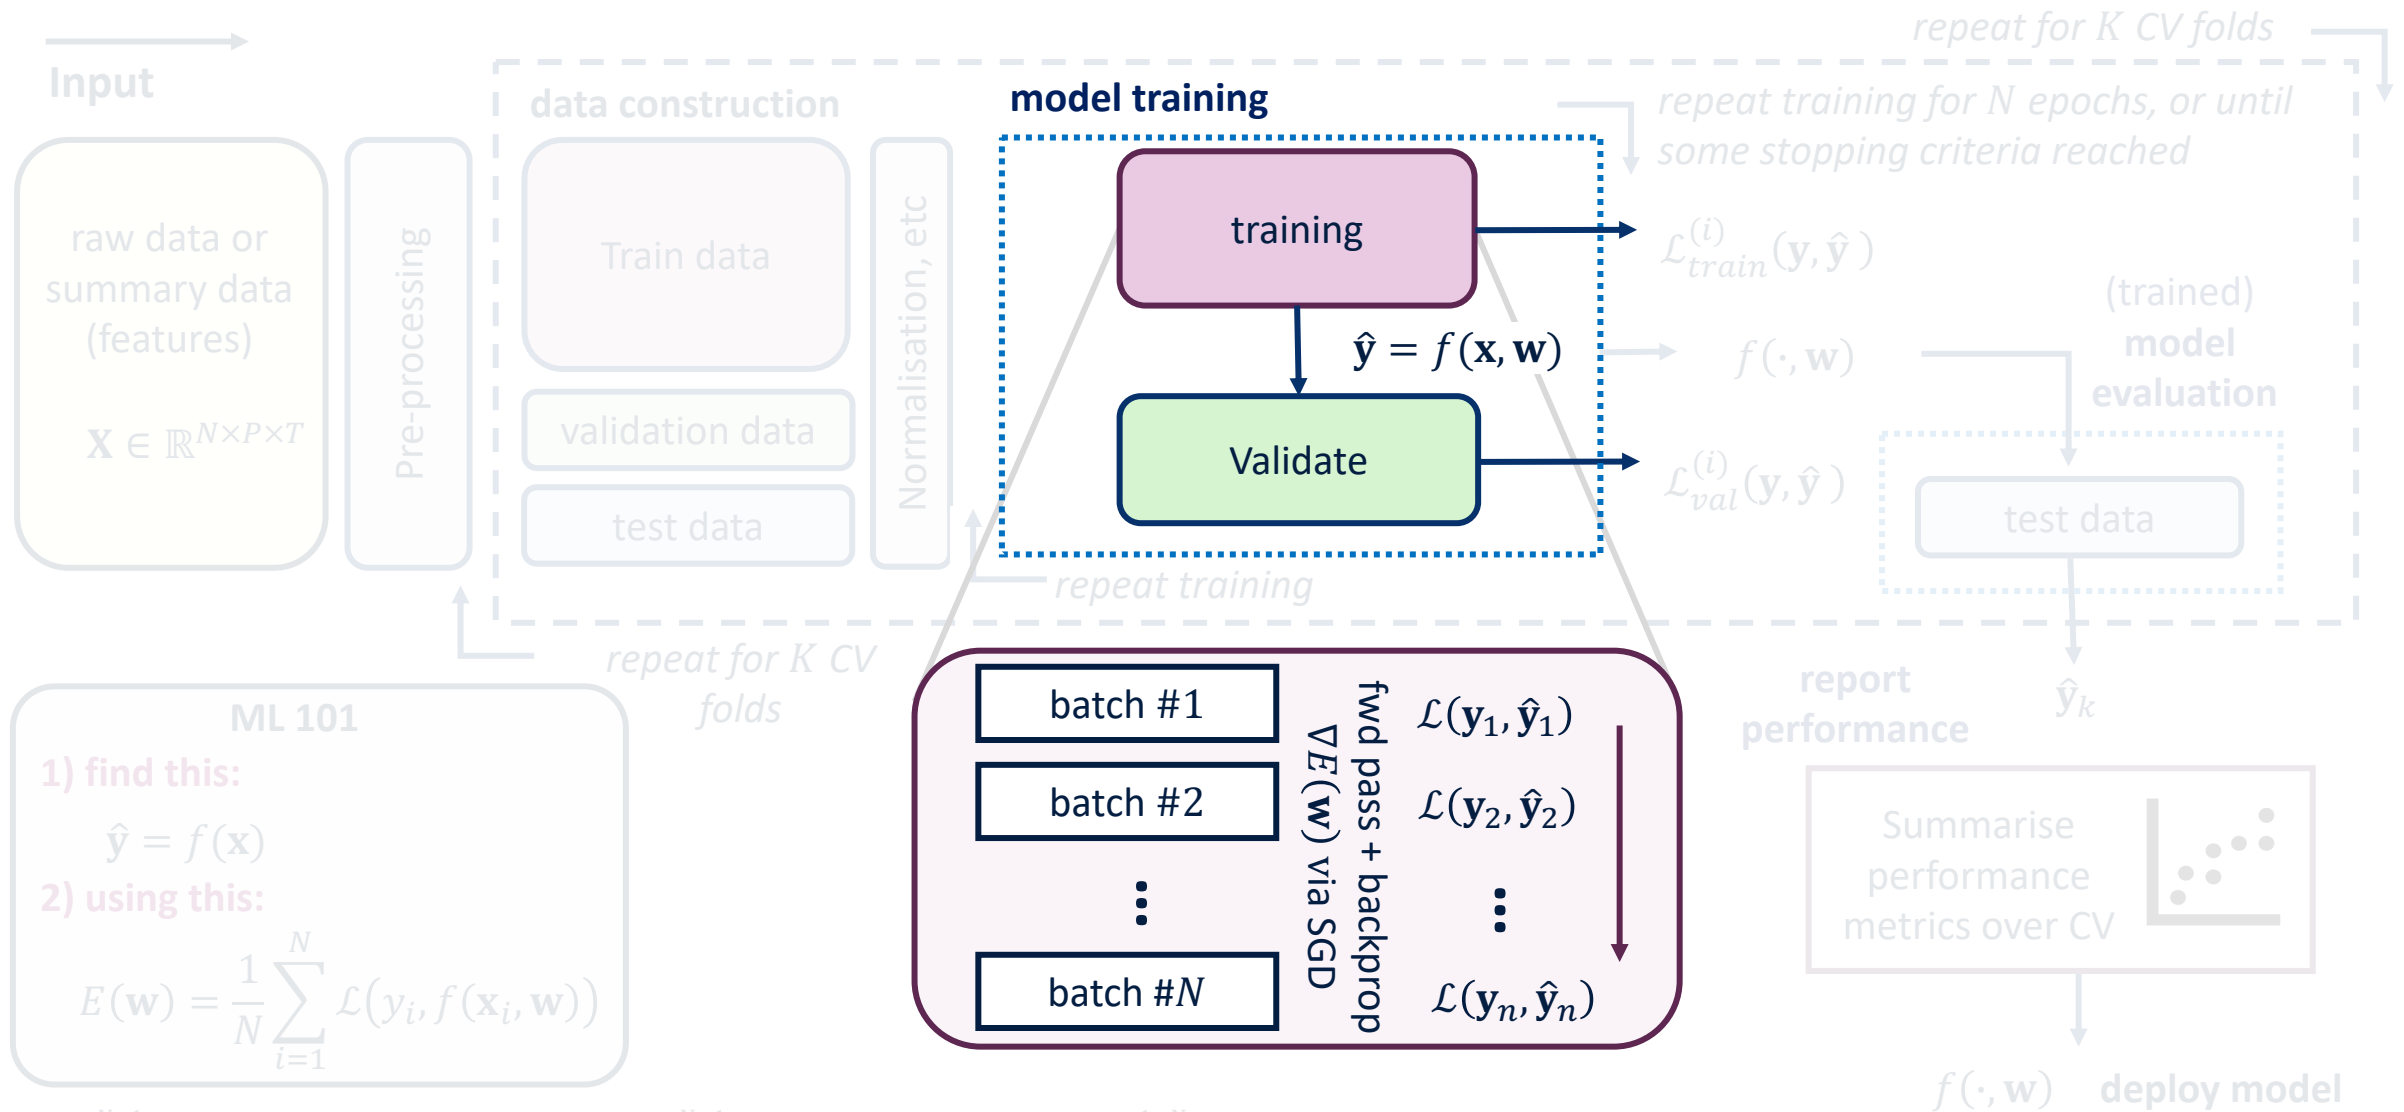 repeat for K CV folds
Input
data construction
model training
repeat training for N epochs, or until
some stopping criteria reached
raw data or
summary data
(features)
X ∈ ℝ^{N×P×T}
Pre-processing
Train data
validation data
test data
Normalisation, etc
training
ŷ = f(x, w)
Validate
ℒ_{train}^{(i)}(y, ŷ )
f(·, w)
ℒ_{val}^{(i)}(y, ŷ )
(trained)
model
evaluation
test data
repeat training
repeat for K CV
folds
ML 101
1) find this:
ŷ = f(x)
2) using this:
E(w) = \frac{1}{N} \sum_{i=1}^{N} ℒ(y_i, f(x_i, w))
batch #1
batch #2
⋮
batch #N
fwd pass + backprop
∇E(w) via SGD
ℒ(y_1, ŷ_1)
ℒ(y_2, ŷ_2)
⋮
ℒ(y_n, ŷ_n)
report
performance
ŷ_k
Summarise
performance
metrics over CV
f(·, w)
deploy model